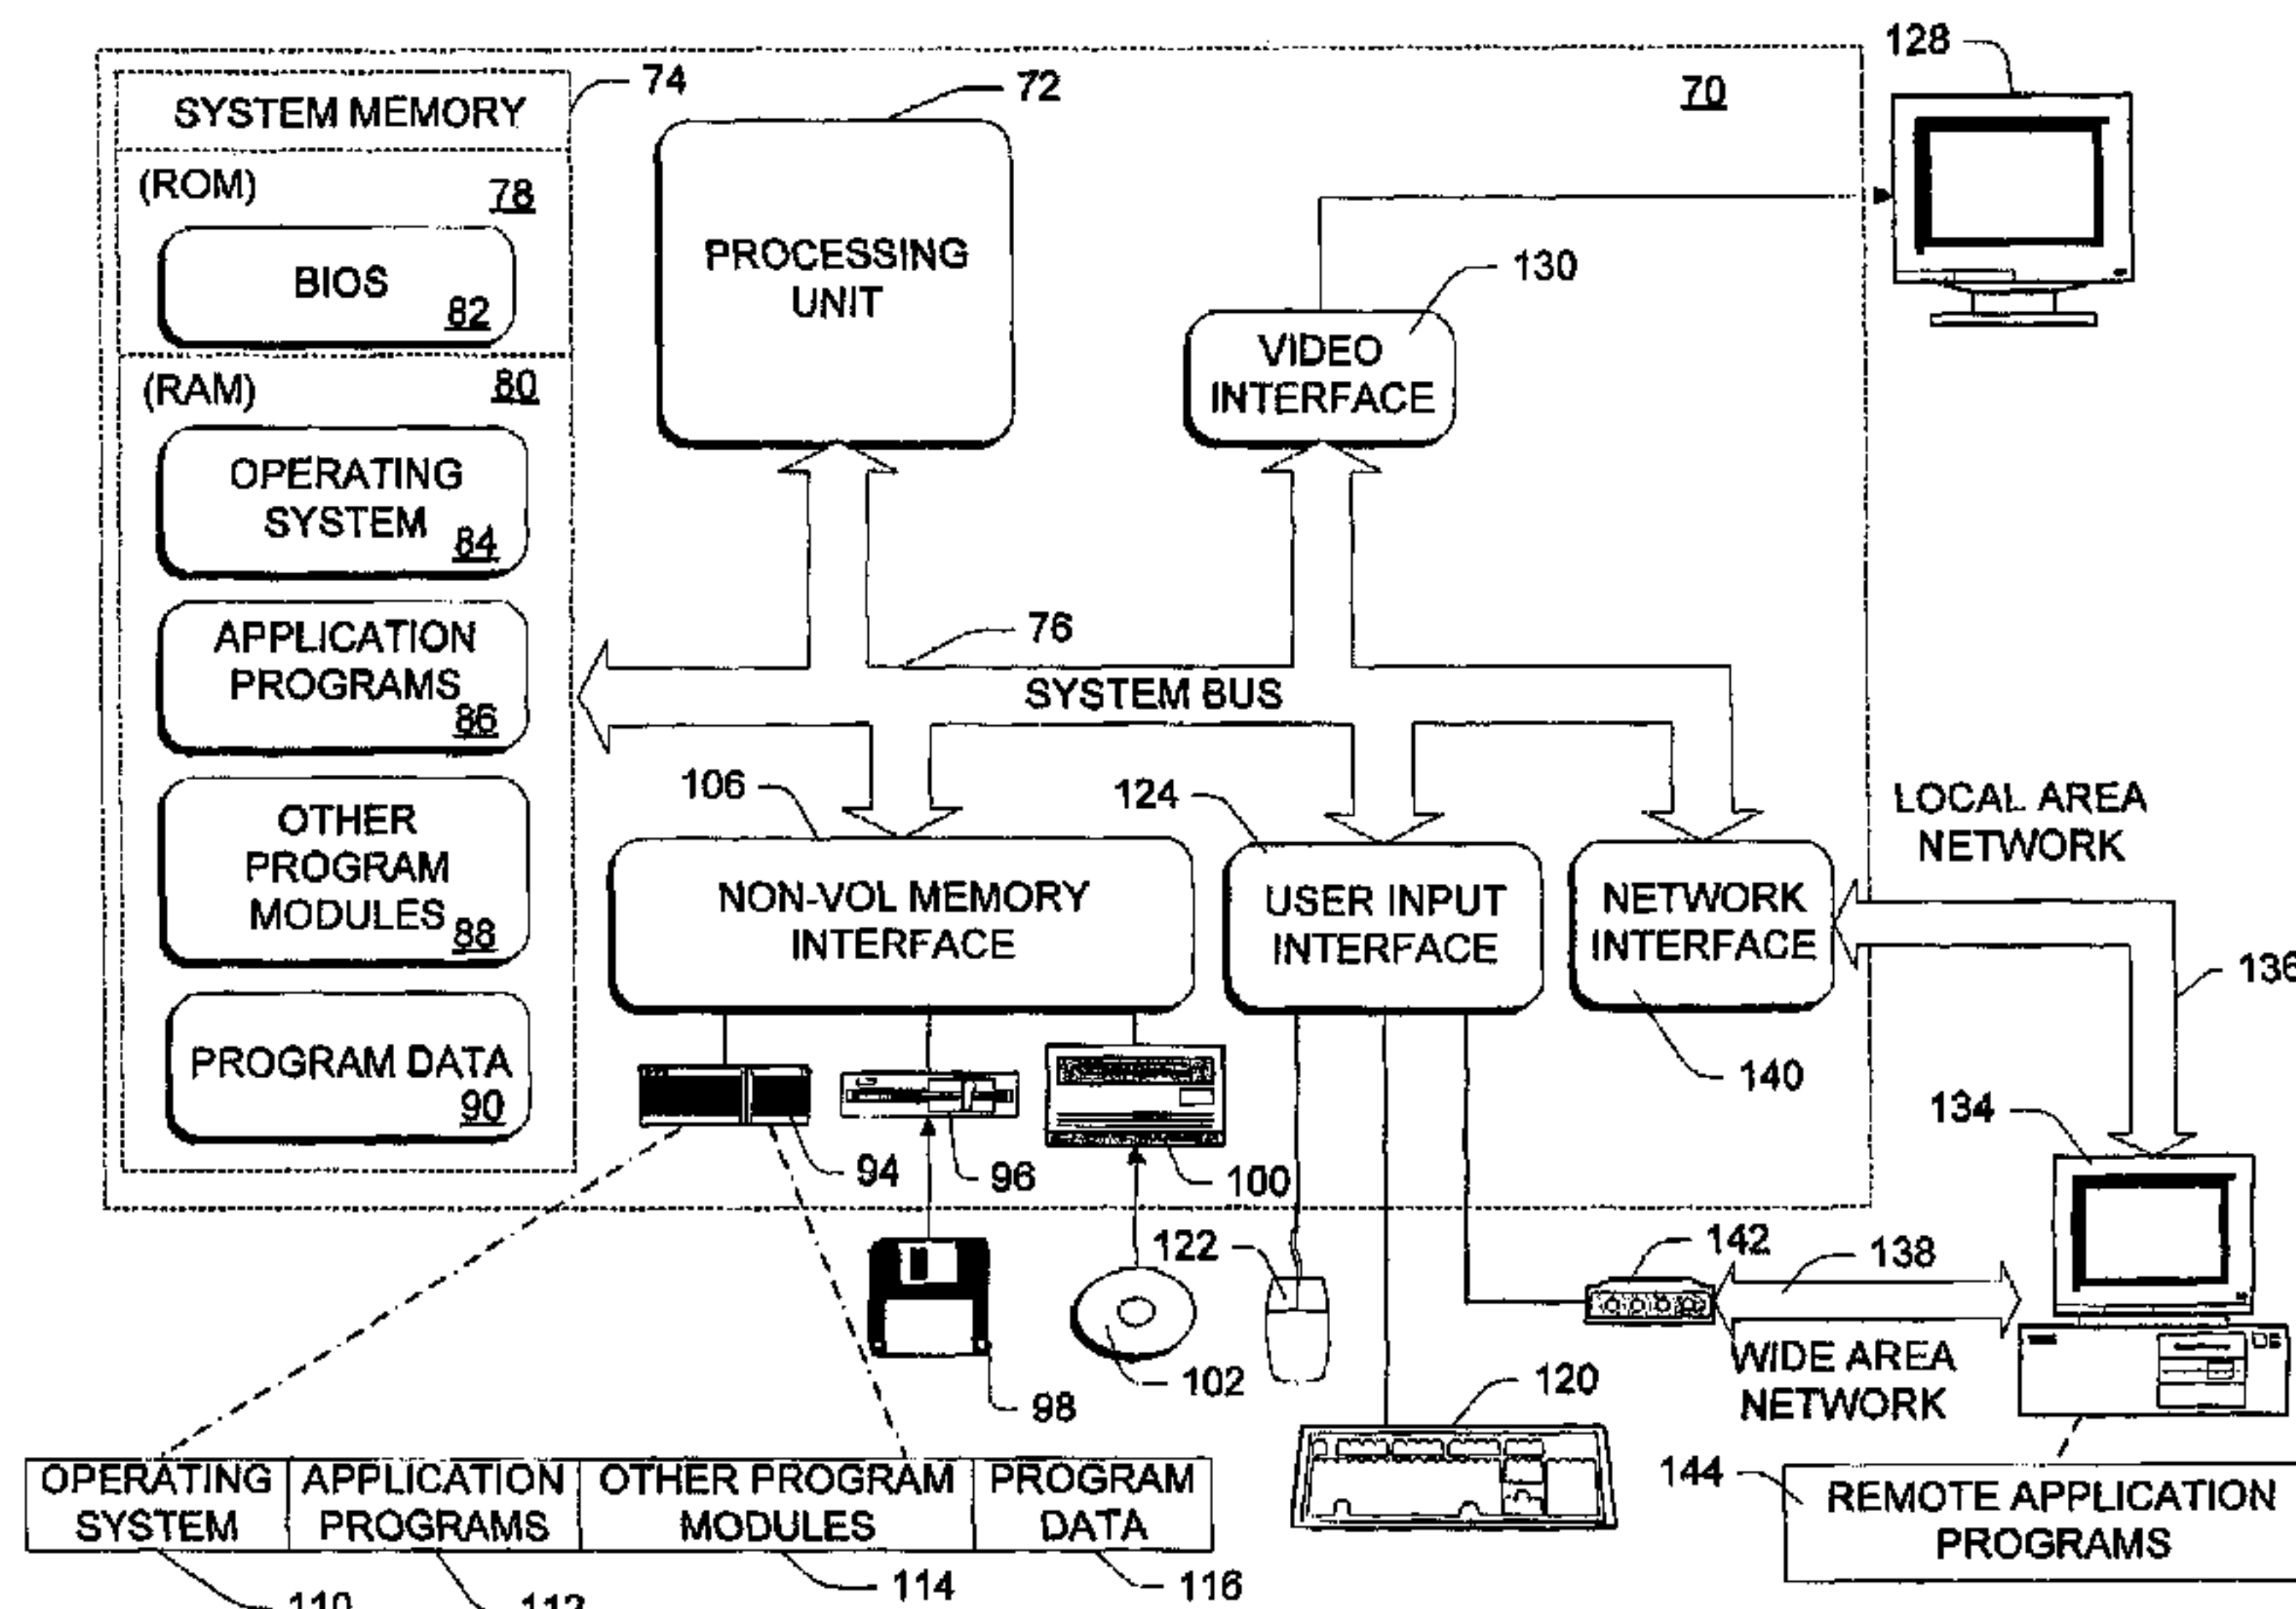 128
74
72
70
SYSTEM MEMORY
(ROM)
78
BIOS
82
PROCESSING
UNIT
130
VIDEO
INTERFACE
(RAM)
80
OPERATING
SYSTEM
84
APPLICATION
PROGRAMS
86
76
SYSTEM BUS
OTHER
PROGRAM
MODULES
88
106
124
LOCAL AREA
NETWORK
NON-VOL MEMORY
INTERFACE
USER INPUT
INTERFACE
NETWORK
INTERFACE
136
PROGRAM DATA
90
140
134
94
96
100
122
142
138
WIDE AREA
NETWORK
98
102
120
OPERATING
SYSTEM
APPLICATION
PROGRAMS
OTHER PROGRAM
MODULES
PROGRAM
DATA
144
REMOTE APPLICATION
PROGRAMS
110
112
114
116